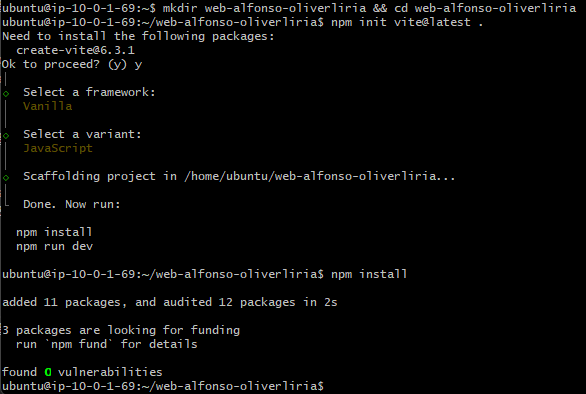 ubuntu@ip-10-0-1-69:~$ mkdir web-alfonso-oliverliria && cd web-alfonso-oliverliria
ubuntu@ip-10-0-1-69:~/web-alfonso-oliverliria$ npm init vite@latest .
Need to install the following packages:
  create-vite@6.3.1
Ok to proceed? (y) y
Select a framework:
Vanilla
Select a variant:
JavaScript
Scaffolding project in /home/ubuntu/web-alfonso-oliverliria...
Done. Now run:
  npm install
  npm run dev
ubuntu@ip-10-0-1-69:~/web-alfonso-oliverliria$ npm install
added 11 packages, and audited 12 packages in 2s
3 packages are looking for funding
  run `npm fund` for details
found 0 vulnerabilities
ubuntu@ip-10-0-1-69:~/web-alfonso-oliverliria$